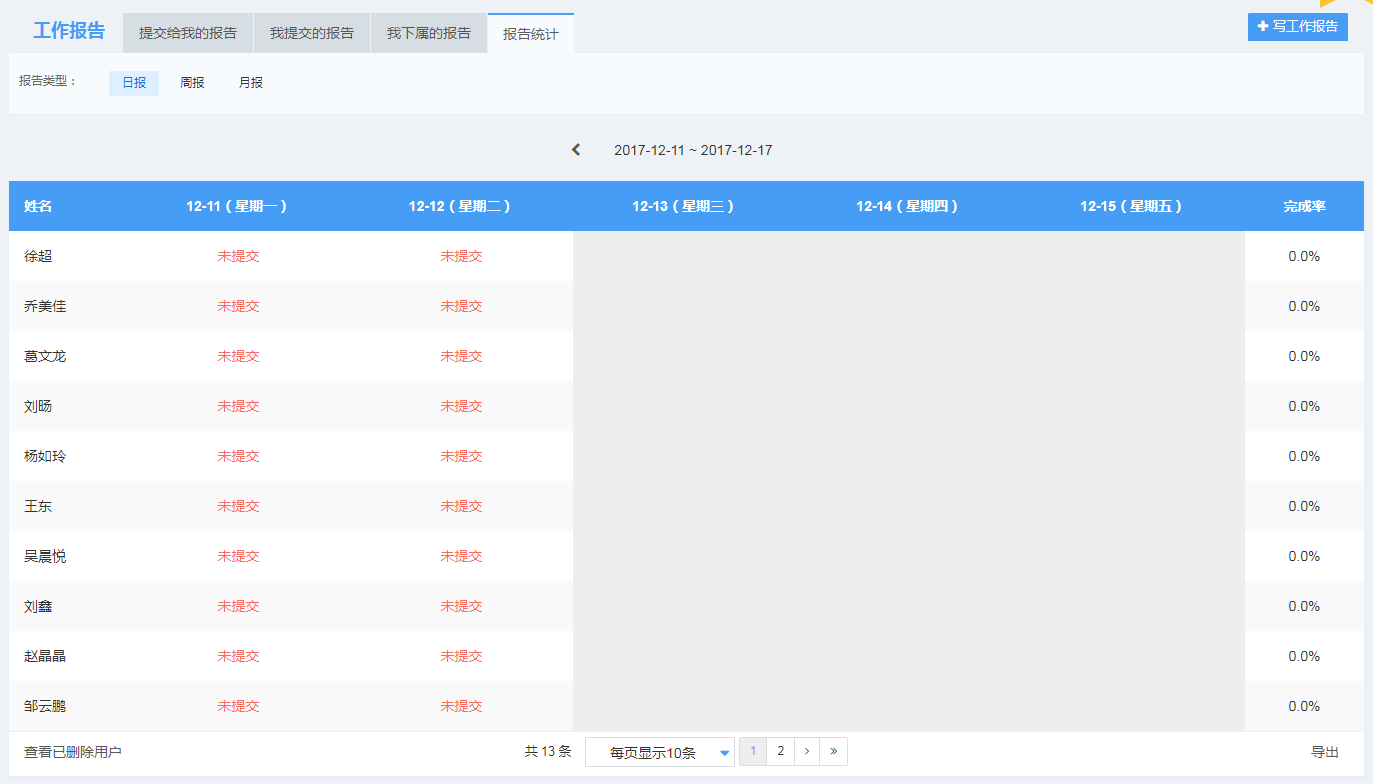 工作报告 提交给我的报告 我提交的报告 我下属的报告 报告统计 写工作报告
报告类型： 日报 周报 月报
2017-12-11 ~ 2017-12-17
姓名 12-11（星期一） 12-12（星期二） 12-13（星期三） 12-14（星期四） 12-15（星期五） 完成率
徐超 未提交 未提交 0.0%
乔美佳 未提交 未提交 0.0%
葛文龙 未提交 未提交 0.0%
刘旸 未提交 未提交 0.0%
杨如玲 未提交 未提交 0.0%
王东 未提交 未提交 0.0%
吴晨悦 未提交 未提交 0.0%
刘鑫 未提交 未提交 0.0%
赵晶晶 未提交 未提交 0.0%
邹云鹏 未提交 未提交 0.0%
查看已删除用户 共 13 条 每页显示10条 1 2 › » 导出